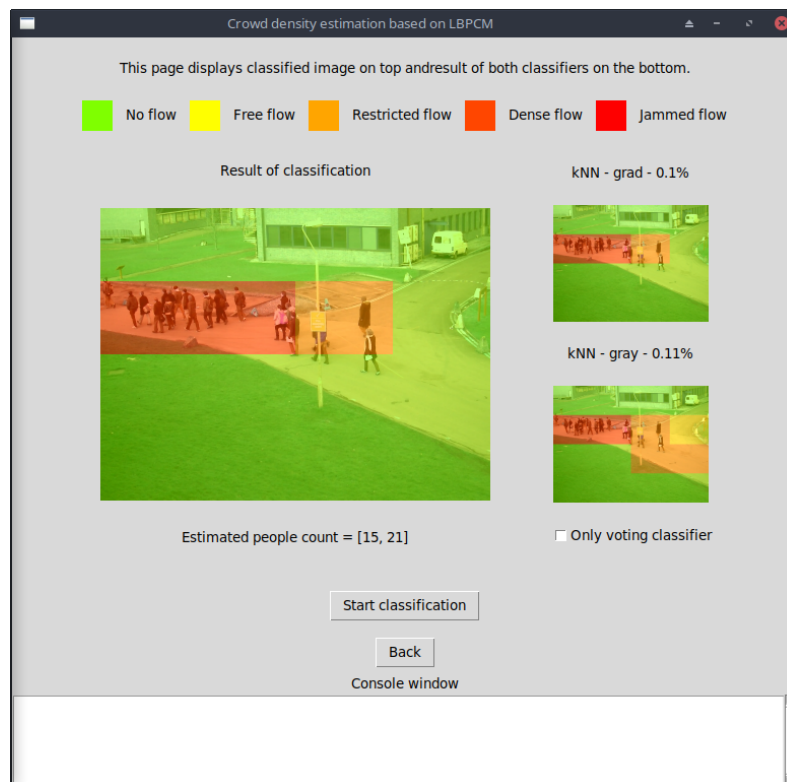 Crowd density estimation based on LBPCM
This page displays classified image on top andresult of both classifiers on the bottom.
No flow Free flow Restricted flow Dense flow Jammed flow
Result of classification
kNN - grad - 0.1%
kNN - gray - 0.11%
Estimated people count = [15, 21]
Only voting classifier
Start classification
Back
Console window